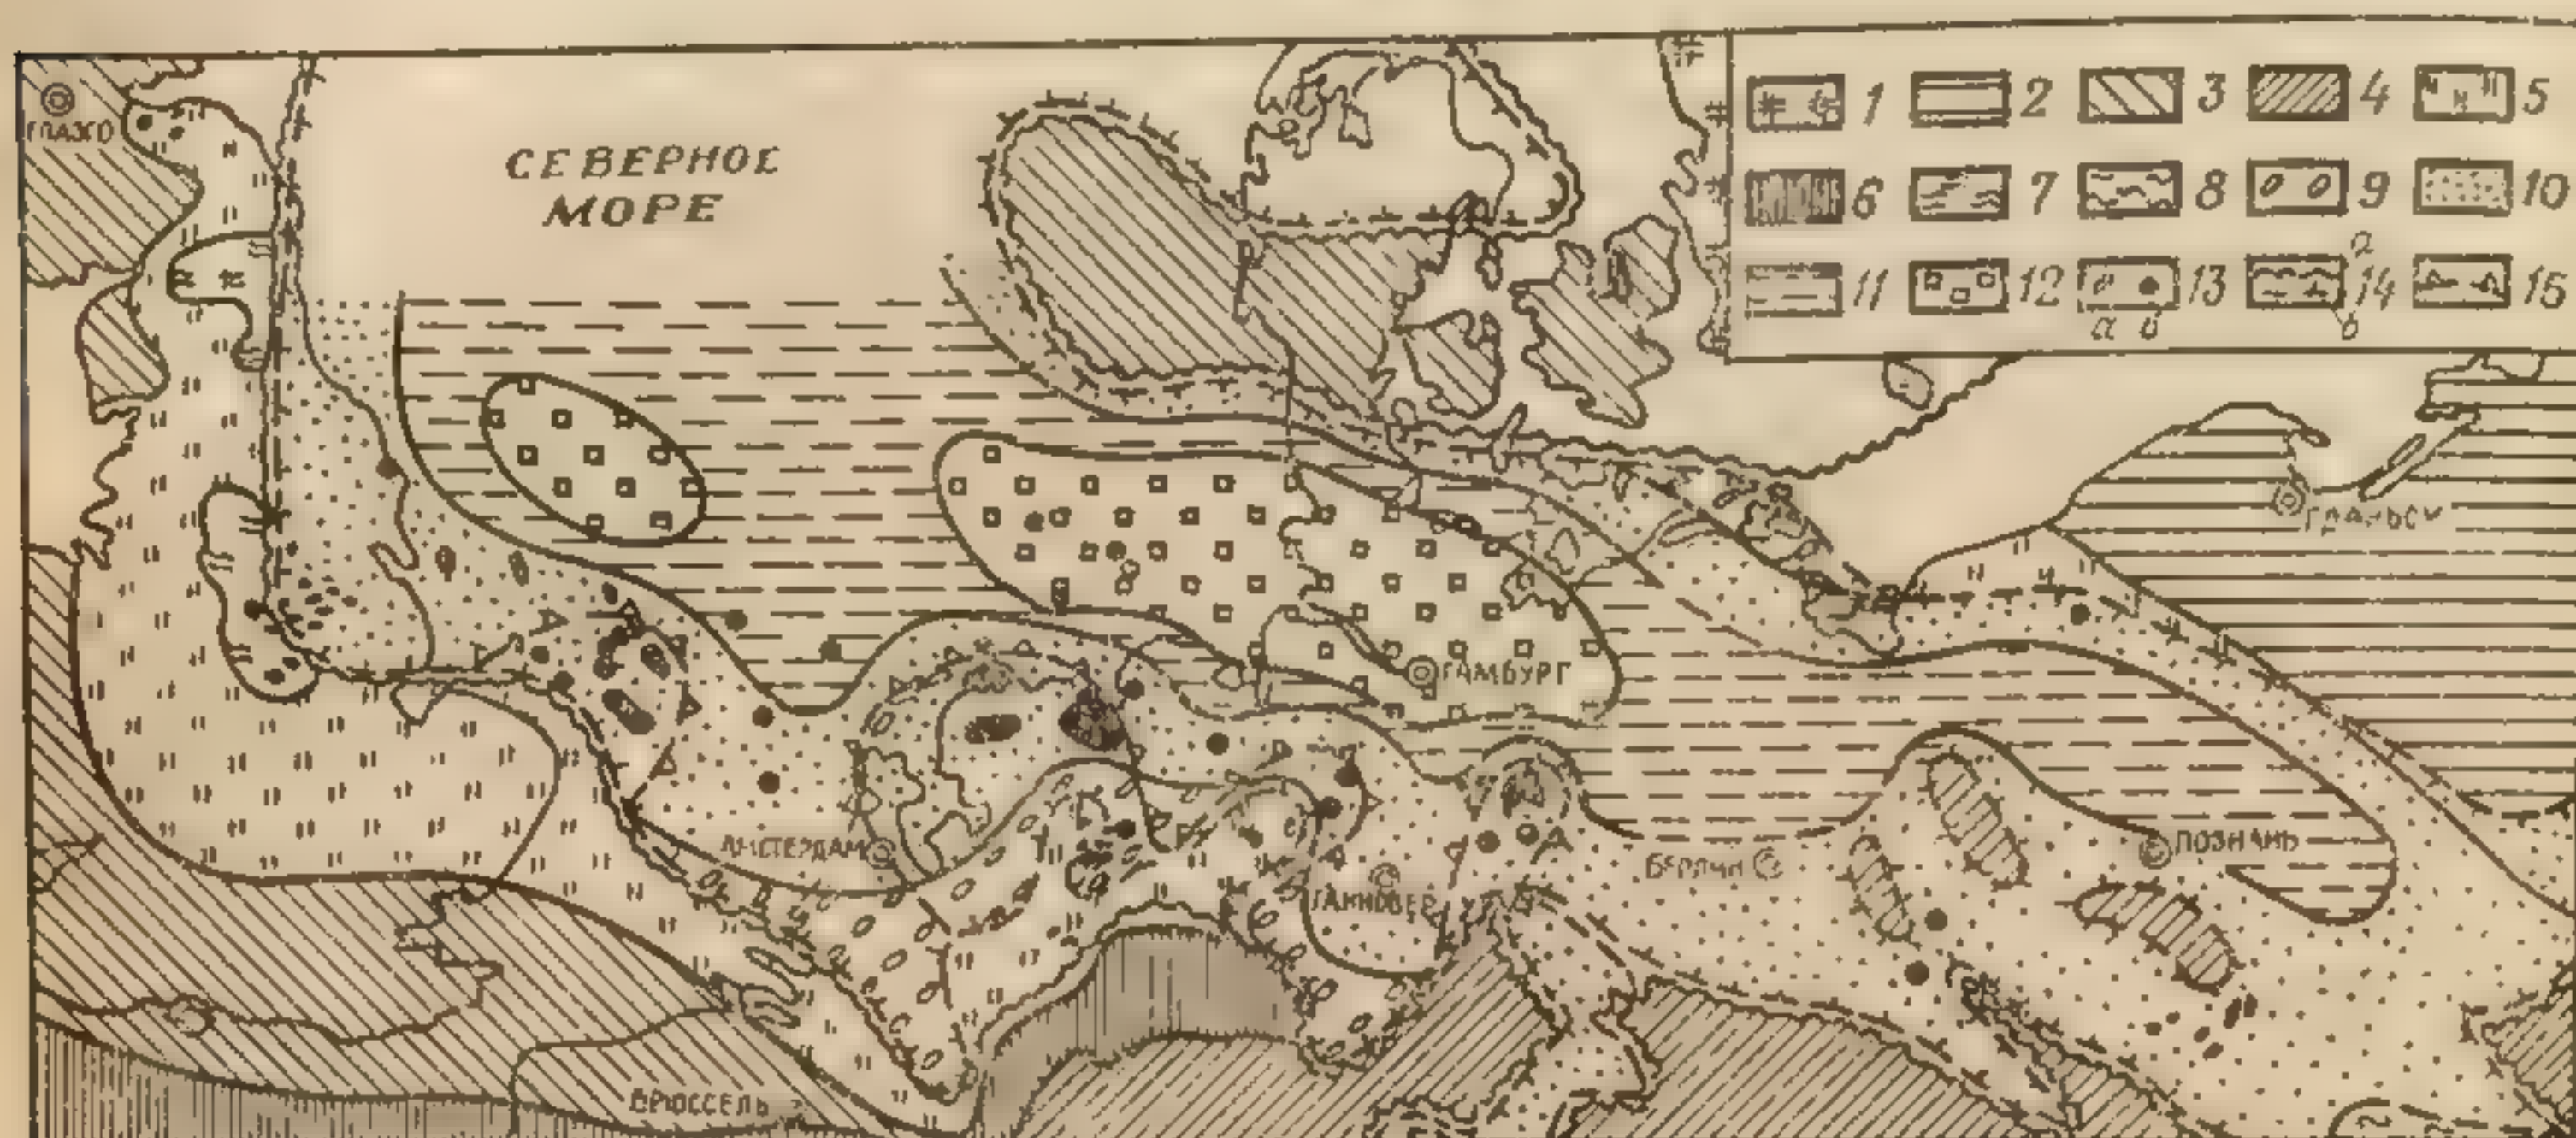 ГЛАЗГО
СЕВЕРНОЕ
МОРЕ
1 2 3 4 5
6 7 8 9 10
а
11 12 13 14 15
а б б
ГДАНЬСК
ГАМБУРГ
АМСТЕРДАМ
БЕРЛИН
ПОЗНАНЬ
ГАННОВЕР
БРЮССЕЛЬ